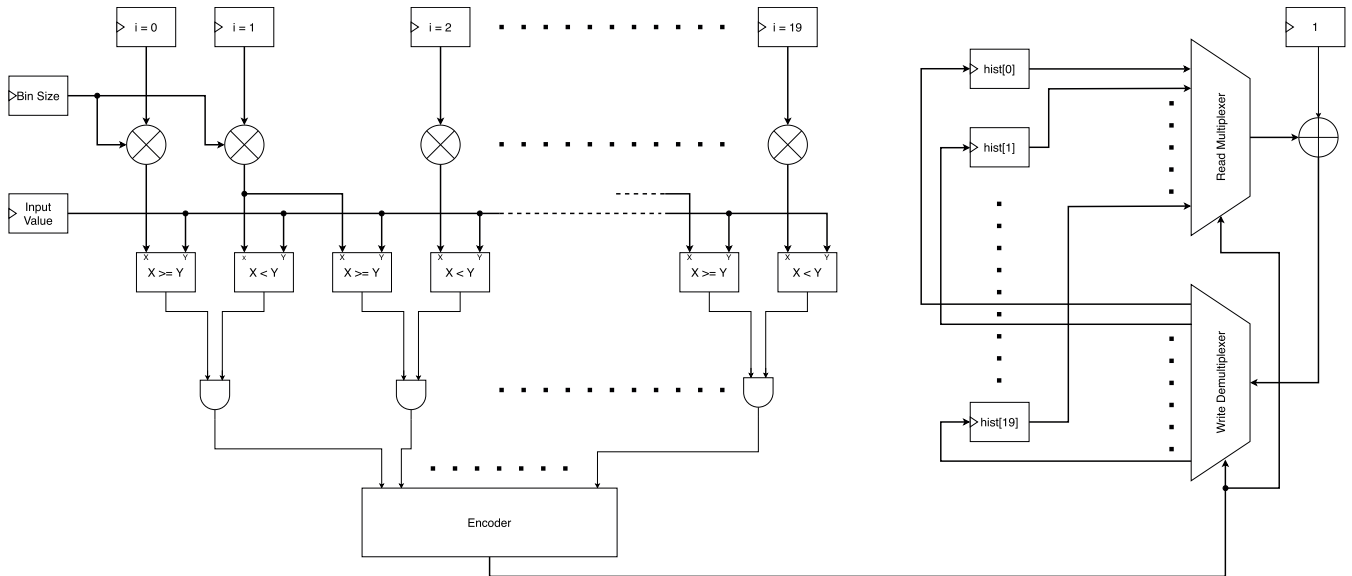 i = 0
i = 1
i = 2
i = 19
1
Bin Size
hist[0]
Read Multiplexer
hist[1]
Input
Value
X Y
X >= Y
x Y
X < Y
X Y
X >= Y
X Y
X < Y
X Y
X >= Y
X Y
X < Y
Write Demultiplexer
hist[19]
Encoder